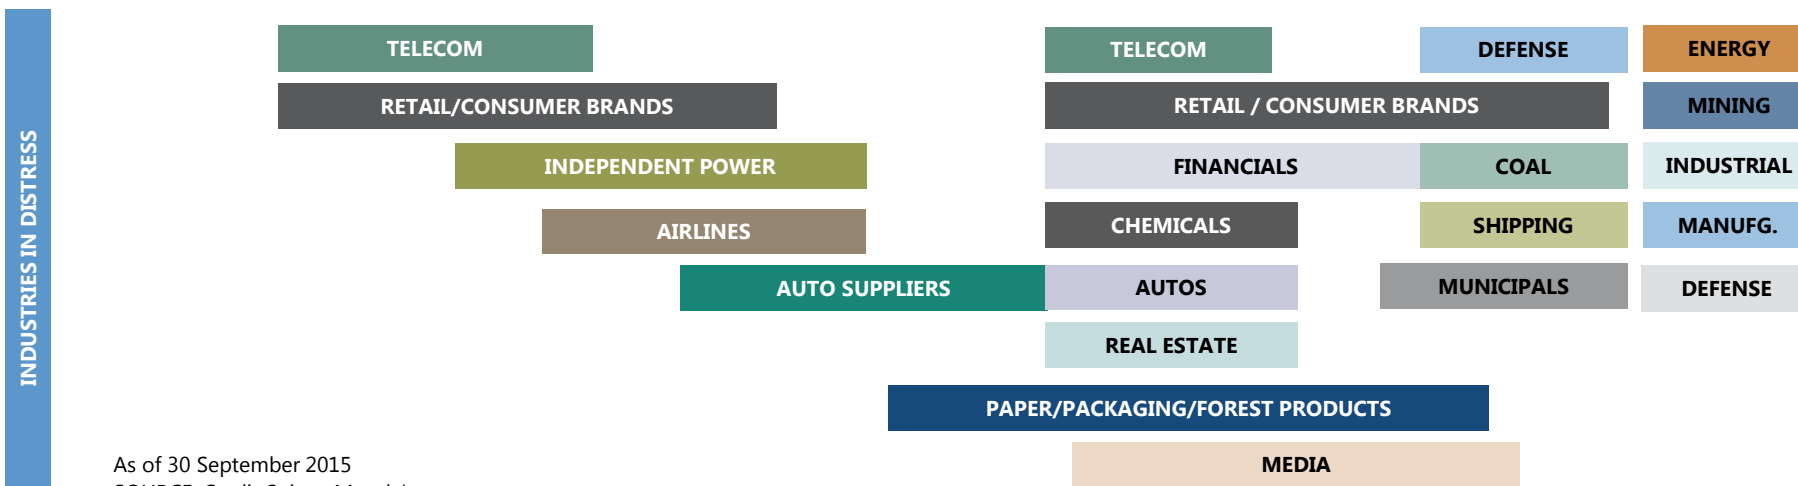 INDUSTRIES IN DISTRESS
TELECOM
TELECOM
DEFENSE
ENERGY
RETAIL/CONSUMER BRANDS
RETAIL / CONSUMER BRANDS
MINING
INDEPENDENT POWER
FINANCIALS
COAL
INDUSTRIAL
AIRLINES
CHEMICALS
SHIPPING
MANUFG.
AUTO SUPPLIERS
AUTOS
MUNICIPALS
DEFENSE
REAL ESTATE
PAPER/PACKAGING/FOREST PRODUCTS
MEDIA
As of 30 September 2015